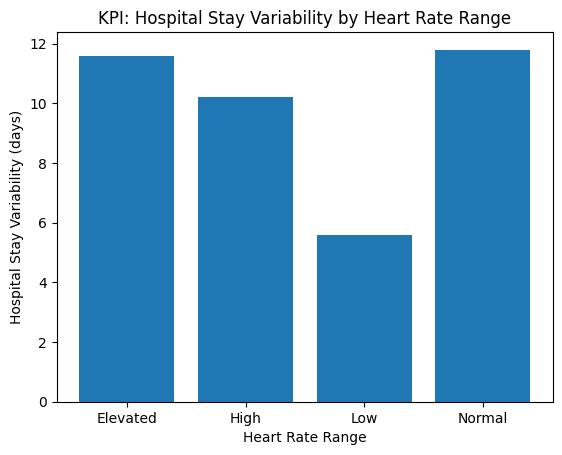 KPI: Hospital Stay Variability by Heart Rate Range
Hospital Stay Variability (days)
12
10
8
6
4
2
0
Elevated High Low Normal
Heart Rate Range